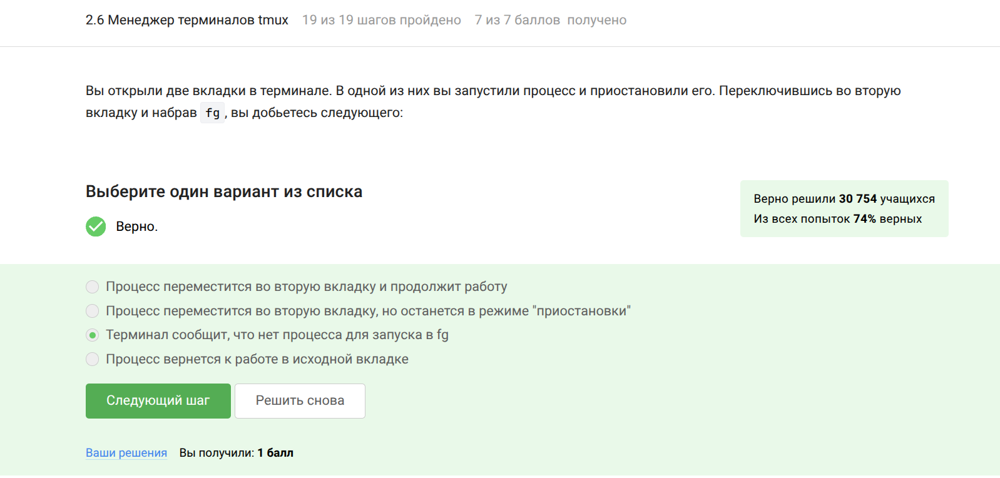 2.6 Менеджер терминалов tmux 19 из 19 шагов пройдено 7 из 7 баллов получено
Вы открыли две вкладки в терминале. В одной из них вы запустили процесс и приостановили его. Переключившись во вторую
вкладку и набрав fg, вы добьетесь следующего:
Выберите один вариант из списка
Верно.
Верно решили 30 754 учащихся
Из всех попыток 74% верных
Процесс переместится во вторую вкладку и продолжит работу
Процесс переместится во вторую вкладку, но останется в режиме "приостановки"
Терминал сообщит, что нет процесса для запуска в fg
Процесс вернется к работе в исходной вкладке
Следующий шаг Решить снова
Ваши решения Вы получили: 1 балл